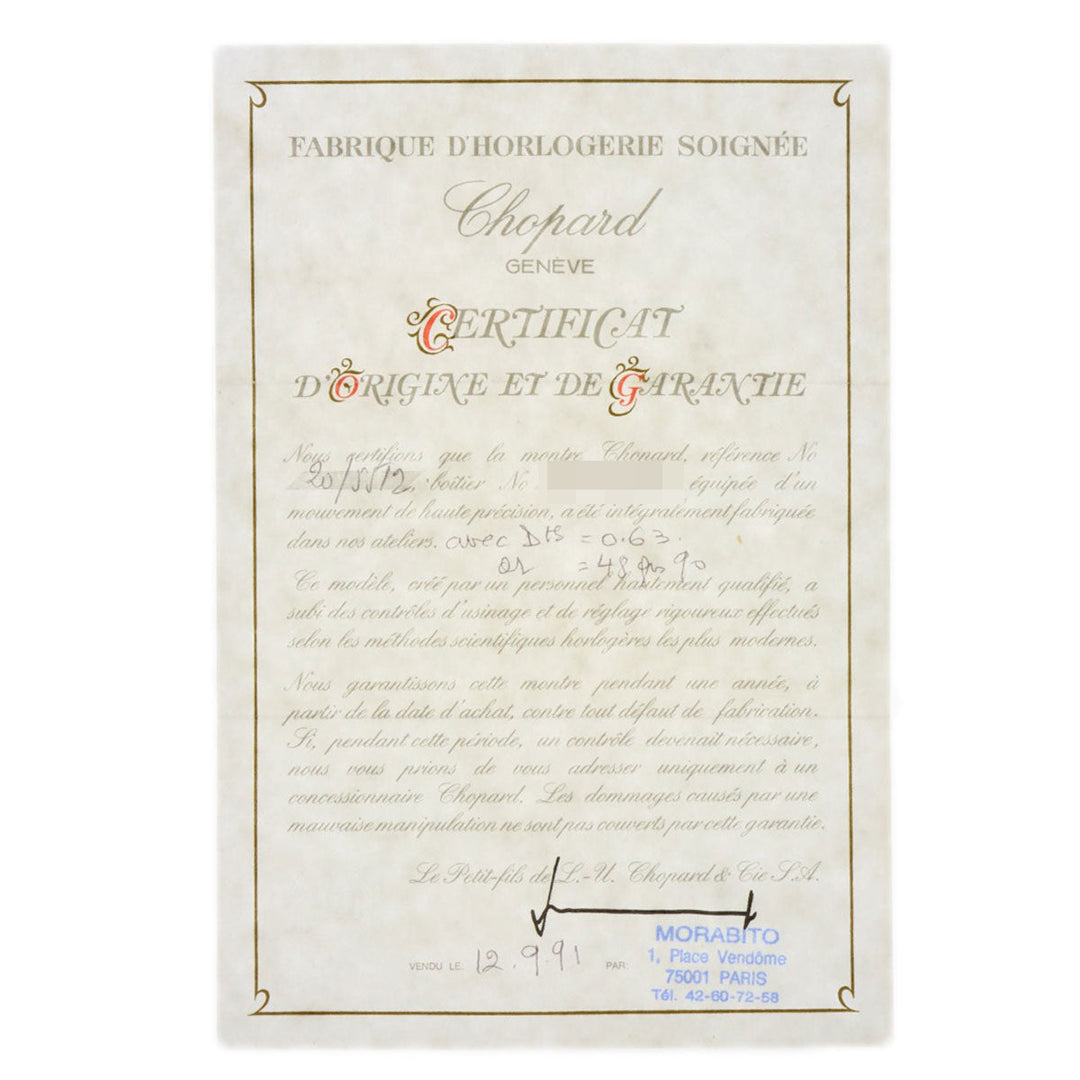 FABRIQUE D'HORLOGERIE SOIGNÉE
Chopard
GENÈVE
CERTIFICAT
D'ORIGINE ET DE GARANTIE
Nous certifions que la montre Chopard, référence No
20/5512, boîtier No équipée d'un
mouvement de haute précision, a été intégralement fabriquée
dans nos ateliers. avec Dts = 0.63.
or = 48 grs 90
Ce modèle, créé par un personnel hautement qualifié, a
subi des contrôles d'usinage et de réglage rigoureux effectués
selon les méthodes scientifiques horlogères les plus modernes.
Nous garantissons cette montre pendant une année, à
partir de la date d'achat, contre tout défaut de fabrication.
Si, pendant cette période, un contrôle devenait nécessaire,
nous vous prions de vous adresser uniquement à un
concessionnaire Chopard. Les dommages causés par une
mauvaise manipulation ne sont pas couverts par cette garantie.
Le Petit-fils de L.-U. Chopard & Cie S.A.
VENDU LE: 12.9.91 PAR:
MORABITO
1, Place Vendôme
75001 PARIS
Tél. 42-60-72-58